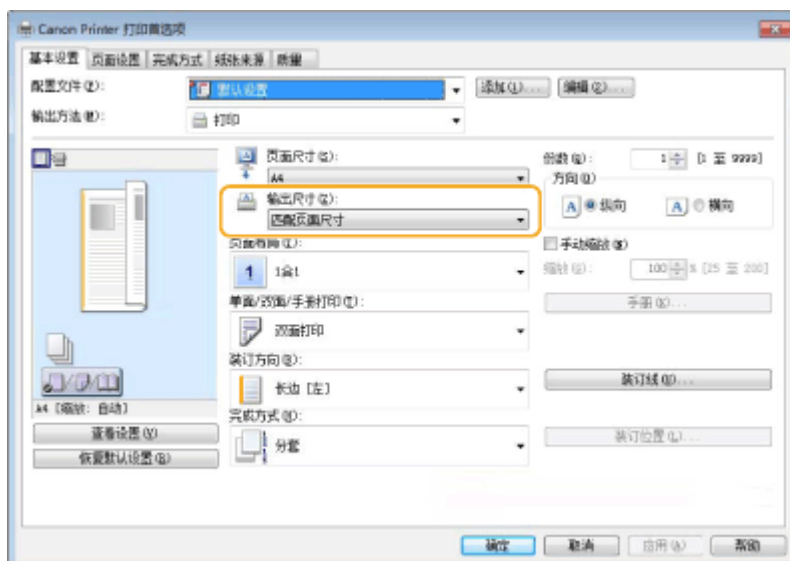 Canon Printer 打印首选项
基本设置 页面设置 完成方式 纸张来源 质量
配置文件(F): 默认设置 添加(1)... 编辑(2)...
输出方法(M): 打印
页面尺寸(S):
A4
输出尺寸(Z):
匹配页面尺寸
份数(Q): 1 [1 至 9999]
方向(O)
A 纵向 A 横向
页面布局(L):
1 1合1
手动缩放(N)
缩放(G): 100 % [25 至 200]
单面/双面/手册打印(T):
双面打印
手册(K)...
装订方向(B):
长边 [左]
装订线(U)...
A4 [缩放: 自动]
完成方式(H):
分套
查看设置(V)
装订位置(L)...
恢复默认设置(R)
确定 取消 应用(A) 帮助